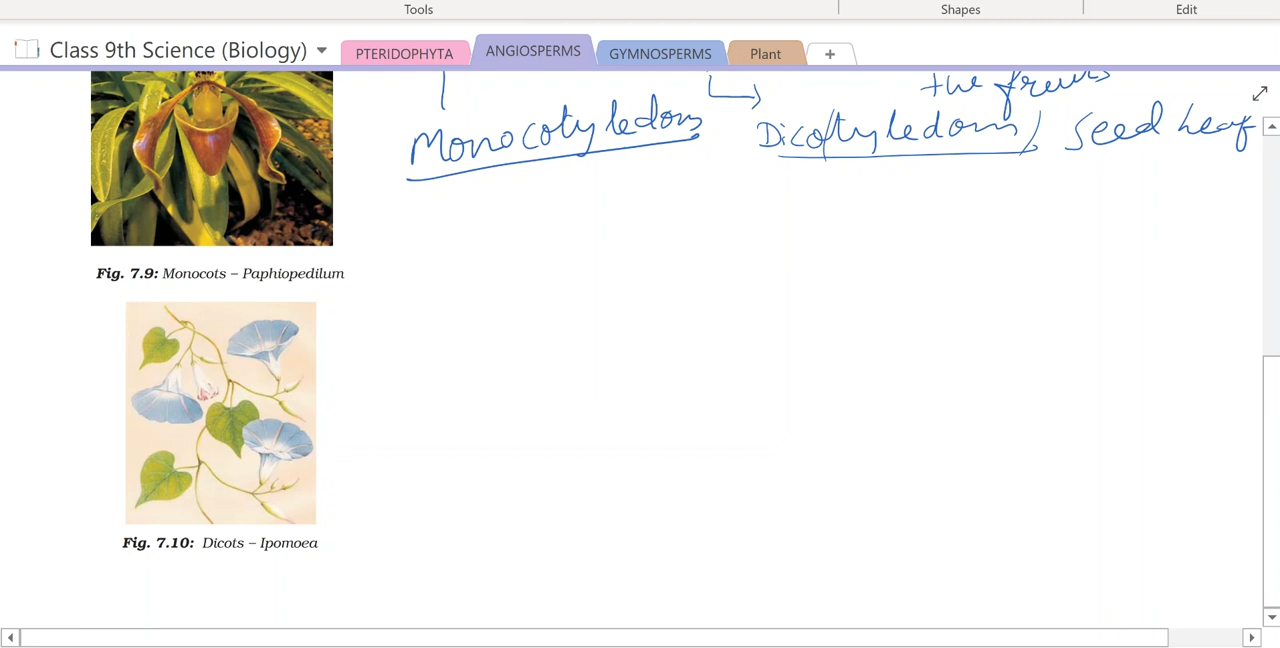 Tools Shapes Edit
Class 9th Science (Biology) PTERIDOPHYTA ANGIOSPERMS GYMNOSPERMS Plant +
the fruits
Monocotyledons Dicotyledons, Seed Leaf
Fig. 7.9: Monocots – Paphiopedilum
Fig. 7.10: Dicots – Ipomoea